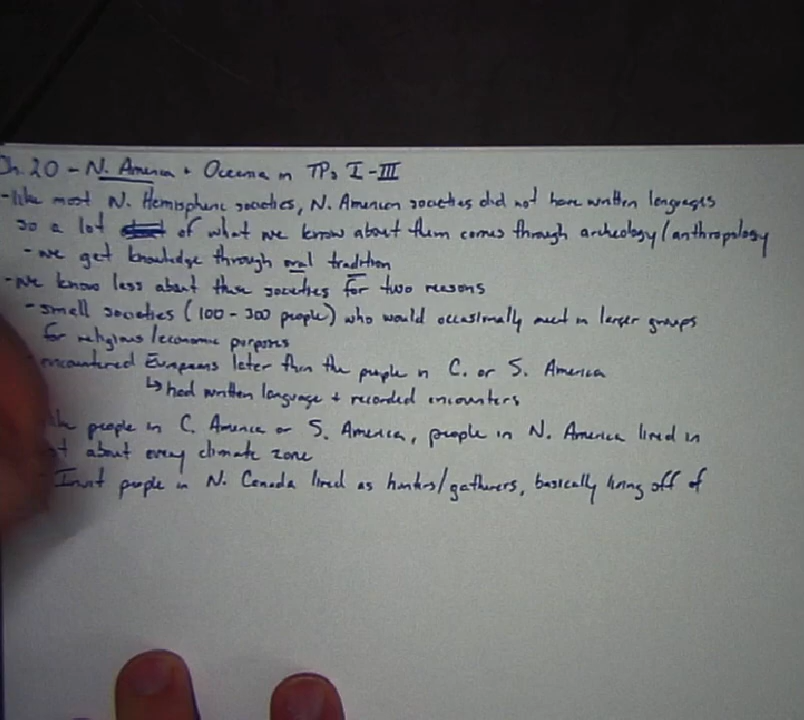 Ch. 20 - N. America + Oceania in TPs I-III
-like most N. Hemispheric societies, N. American societies did not have written languages
so a lot of what we know about them comes through archeology/anthropology
-we get knowledge through oral tradition
-we know less about these societies for two reasons
-small societies (100-300 people) who would occasionally meet in larger groups
for religious/economic purposes
encountered Europeans later than the people in C. or S. America
↳ had written language + recorded encounters
people in C. America or S. America, people in N. America lived in
about every climate zone
Inuit people in N. Canada lived as hunters/gatherers, basically living off of